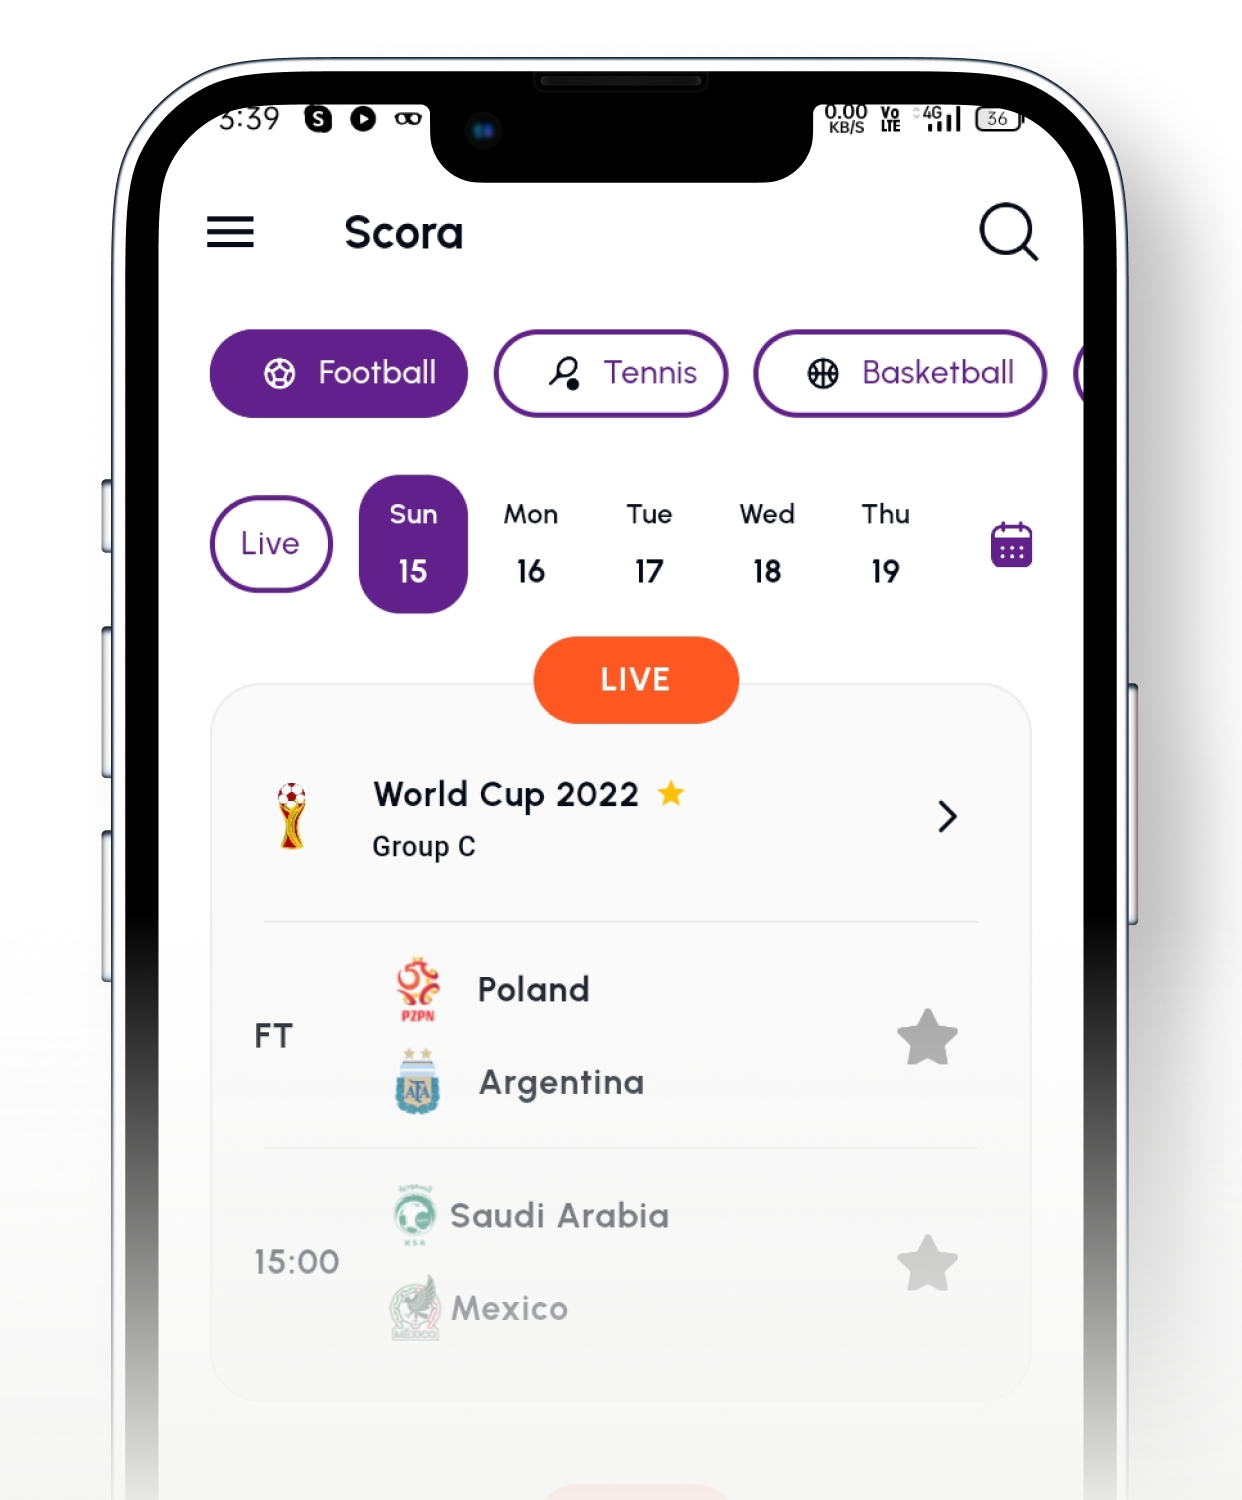 3:39 S 0.00 KB/S Vo LTE 4G 36
Scora
Football Tennis Basketball
Live
Sun Mon Tue Wed Thu
15 16 17 18 19
LIVE
World Cup 2022
Group C
PZPN
Poland
FT
AFA
Argentina
KSA
Saudi Arabia
15:00
MEXICO
Mexico